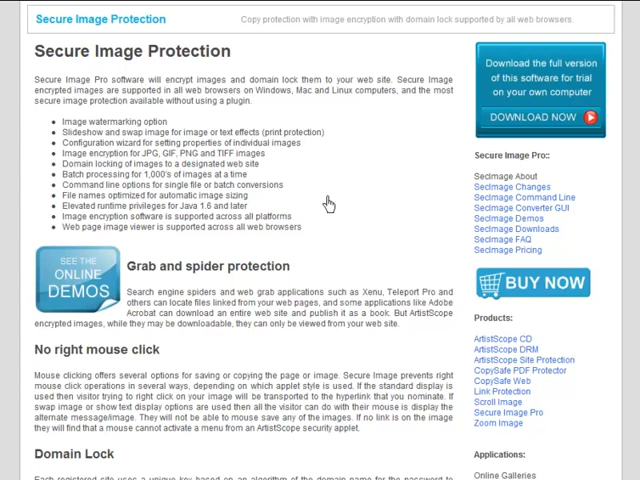 Secure Image Protection
Copy protection with image encryption with domain lock supported by all web browsers.
Secure Image Protection
Secure Image Pro software will encrypt images and domain lock them to your web site. Secure Image
encrypted images are supported in all web browsers on Windows, Mac and Linux computers, and the most
secure image protection available without using a plugin.
Image watermarking option
Slideshow and swap image for image or text effects (print protection)
Configuration wizard for setting properties of individual images
Image encryption for JPG, GIF, PNG and TIFF images
Domain locking of images to a designated web site
Batch processing for 1,000's of images at a time
Command line options for single file or batch conversions
File names optimized for automatic image sizing
Elevated runtime privileges for Java 1.6 and later
Image encryption software is supported across all platforms
Web page image viewer is supported across all web browsers
SEE THE
ONLINE
DEMOS
Grab and spider protection
Search engine spiders and web grab applications such as Xenu, Teleport Pro and
others can locate files linked from your web pages, and some applications like Adobe
Acrobat can download an entire web site and publish it as a book. But ArtistScope
encrypted images, while they may be downloadable, they can only be viewed from your web site.
No right mouse click
Mouse clicking offers several options for saving or copying the page or image. Secure Image prevents right
mouse click operations in several ways, depending on which applet style is used. If the standard display is
used then visitor trying to right click on your image will be transported to the hyperlink that you nominate. If
swap image or show text display options are used then all the visitor can do with their mouse is display the
alternate message/image. They will not be able to mouse save any of the images. If no link is on the image
they will find that a mouse cannot activate a menu from an ArtistScope security applet.
Domain Lock
Each registered site uses a unique key based on an algorithm of the domain name for the password to
Download the full version
of this software for trial
on your own computer
DOWNLOAD NOW
Secure Image Pro::
SecImage About
SecImage Changes
SecImage Command Line
SecImage Converter GUI
SecImage Demos
SecImage Downloads
SecImage FAQ
SecImage Pricing
BUY NOW
Products:
ArtistScope CD
ArtistScope DRM
ArtistScope Site Protection
CopySafe PDF Protector
CopySafe Web
Link Protection
Scroll Image
Secure Image Pro
Zoom Image
Applications:
Online Galleries